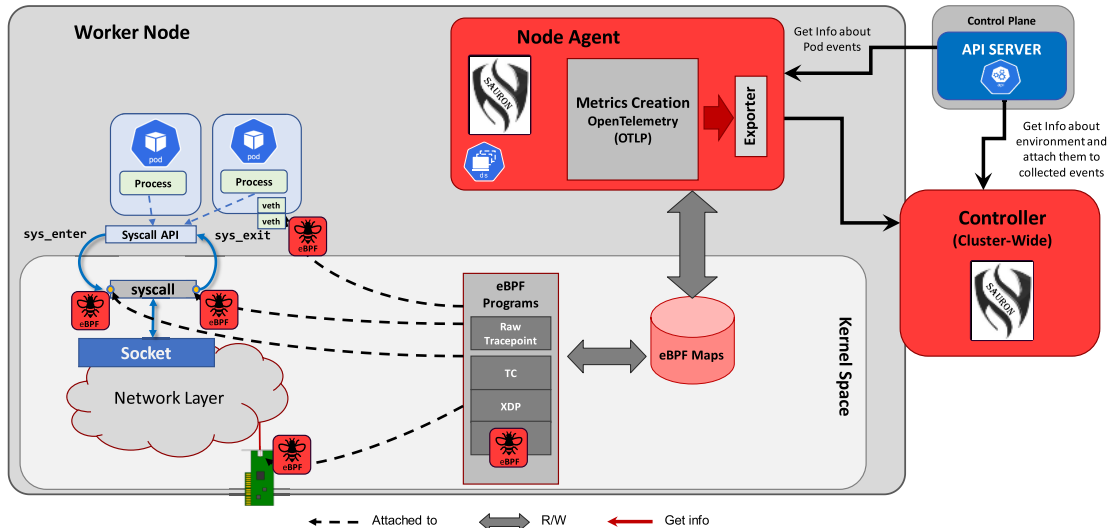 Worker Node
Node Agent
SAURON
ds
Metrics Creation
OpenTelemetry
(OTLP)
Exporter
Get Info about
Pod events
Control Plane
API SERVER
Get Info about
environment and
attach them to
collected events
Controller
(Cluster-Wide)
SAURON
pod
Process
pod
Process
veth
veth
eBPF
sys_enter
Syscall API
sys_exit
syscall
eBPF
eBPF
Socket
Network Layer
eBPF
eBPF
Programs
Raw
Tracepoint
TC
XDP
eBPF
eBPF Maps
Kernel Space
Attached to
R/W
Get info